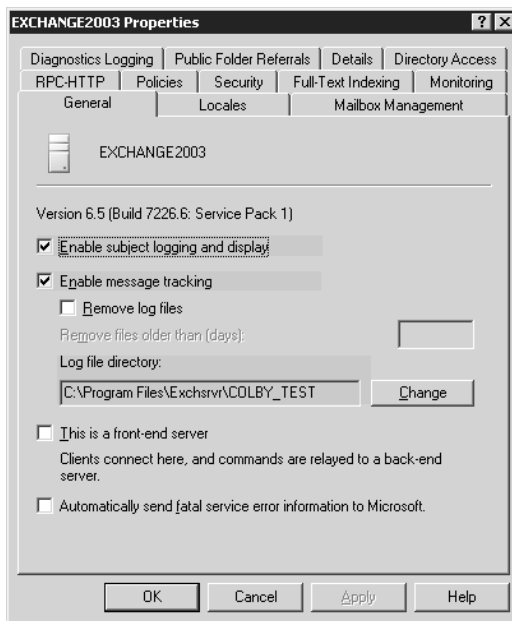 EXCHANGE2003 Properties
Diagnostics Logging Public Folder Referrals Details Directory Access
RPC-HTTP Policies Security Full-Text Indexing Monitoring
General Locales Mailbox Management
EXCHANGE2003
Version 6.5 (Build 7226.6: Service Pack 1)
Enable subject logging and display
Enable message tracking
Remove log files
Remove files older than (days):
Log file directory:
C:\Program Files\Exchsrvr\COLBY_TEST Change
This is a front-end server
Clients connect here, and commands are relayed to a back-end
server.
Automatically send fatal service error information to Microsoft.
OK Cancel Apply Help